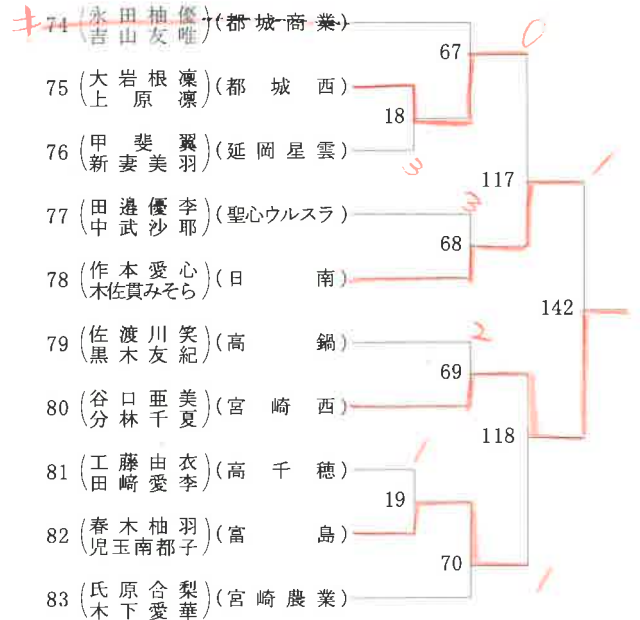 キ 74 (永田柚優 吉山友唯) (都城商業)
67 0
75 (大岩根凜 上原凛) (都城西)
18
76 (甲斐翼 新妻美羽) (延岡星雲)
3
117 1
77 (田邉優李 中武沙耶) (聖心ウルスラ)
3
68
78 (作本愛心 木佐貫みそら) (日南)
142
79 (佐渡川笑 黒木友紀) (高鍋)
2
69
80 (谷口亜美 分林千夏) (宮崎西)
118
81 (工藤由衣 田﨑愛李) (高千穂)
1
19
82 (春木柚羽 児玉南都子) (富島)
70 1
83 (氏原合梨 木下愛華) (宮崎農業)